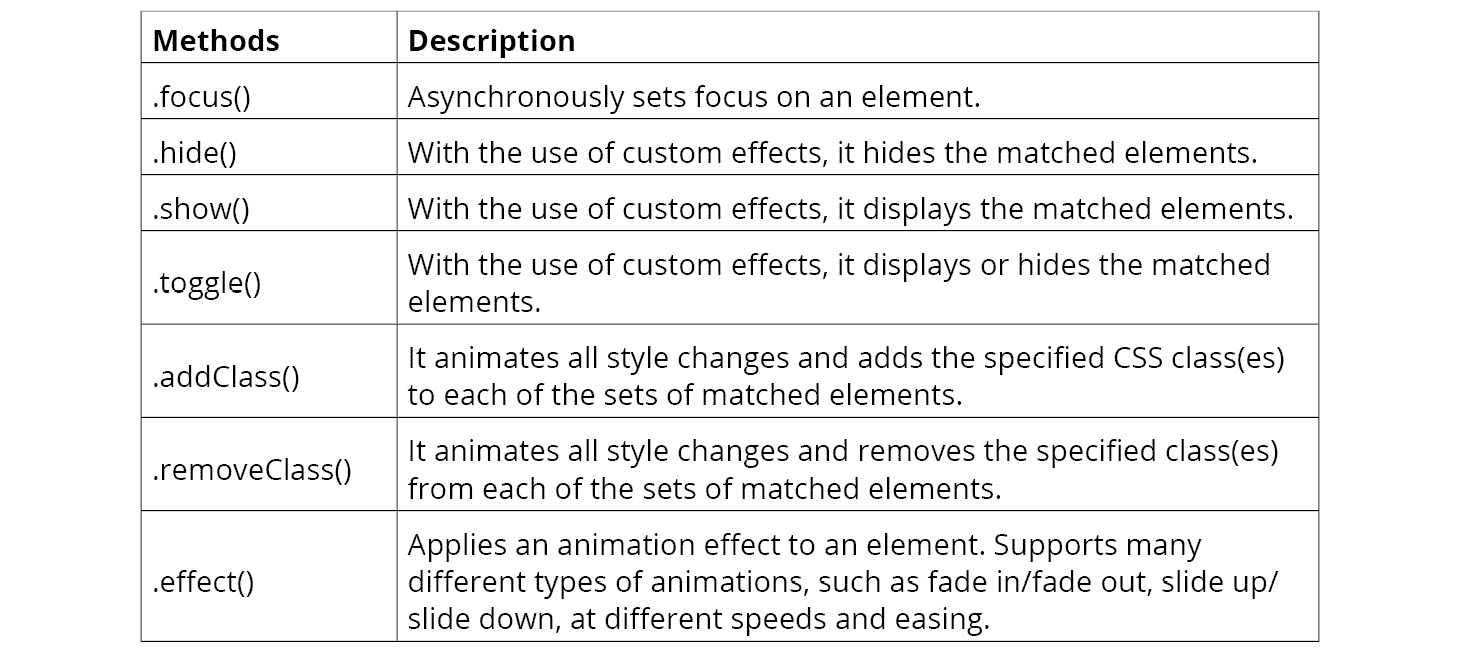 Methods Description
.focus() Asynchronously sets focus on an element.
.hide() With the use of custom effects, it hides the matched elements.
.show() With the use of custom effects, it displays the matched elements.
.toggle() With the use of custom effects, it displays or hides the matched
elements.
.addClass() It animates all style changes and adds the specified CSS class(es)
to each of the sets of matched elements.
.removeClass() It animates all style changes and removes the specified class(es)
from each of the sets of matched elements.
.effect() Applies an animation effect to an element. Supports many
different types of animations, such as fade in/fade out, slide up/
slide down, at different speeds and easing.